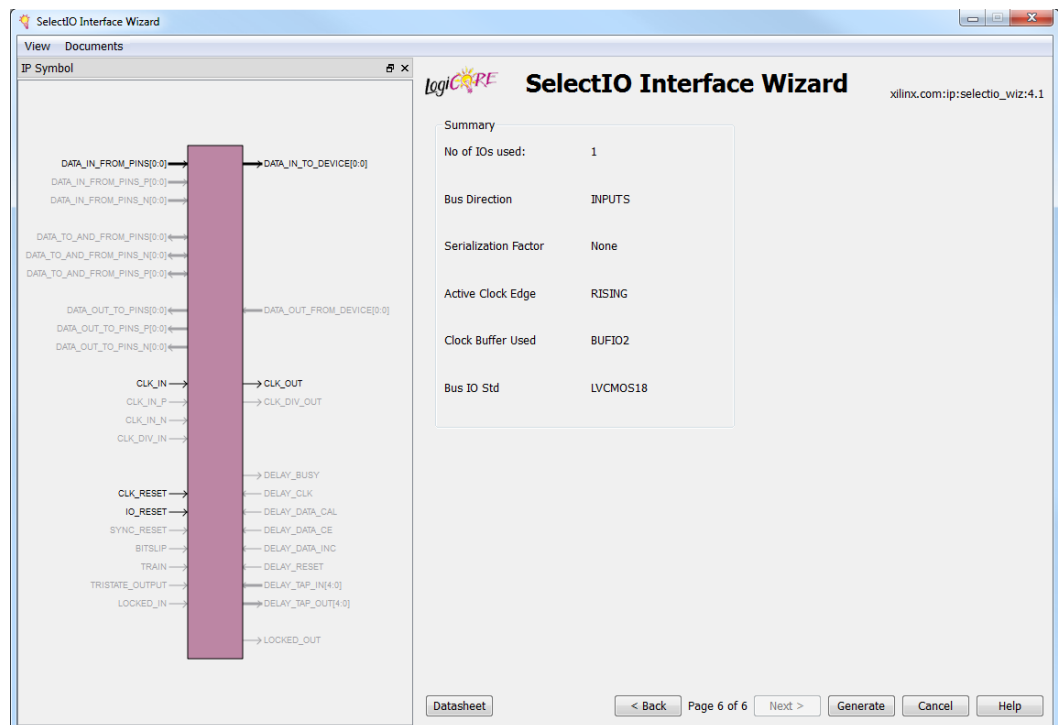 SelectIO Interface Wizard
View Documents
IP Symbol
DATA_IN_FROM_PINS[0:0]
DATA_IN_TO_DEVICE[0:0]
DATA_IN_FROM_PINS_P[0:0]
DATA_IN_FROM_PINS_N[0:0]
DATA_TO_AND_FROM_PINS[0:0]
DATA_TO_AND_FROM_PINS_N[0:0]
DATA_TO_AND_FROM_PINS_P[0:0]
DATA_OUT_TO_PINS[0:0]
DATA_OUT_FROM_DEVICE[0:0]
DATA_OUT_TO_PINS_P[0:0]
DATA_OUT_TO_PINS_N[0:0]
CLK_IN
CLK_OUT
CLK_IN_P
CLK_DIV_OUT
CLK_IN_N
CLK_DIV_IN
DELAY_BUSY
CLK_RESET
DELAY_CLK
IO_RESET
DELAY_DATA_CAL
SYNC_RESET
DELAY_DATA_CE
BITSLIP
DELAY_DATA_INC
TRAIN
DELAY_RESET
TRISTATE_OUTPUT
DELAY_TAP_IN[4:0]
LOCKED_IN
DELAY_TAP_OUT[4:0]
LOCKED_OUT
LogiCORE
SelectIO Interface Wizard
xilinx.com:ip:selectio_wiz:4.1
Summary
No of IOs used: 1
Bus Direction INPUTS
Serialization Factor None
Active Clock Edge RISING
Clock Buffer Used BUFIO2
Bus IO Std LVCMOS18
Datasheet
< Back Page 6 of 6 Next > Generate Cancel Help